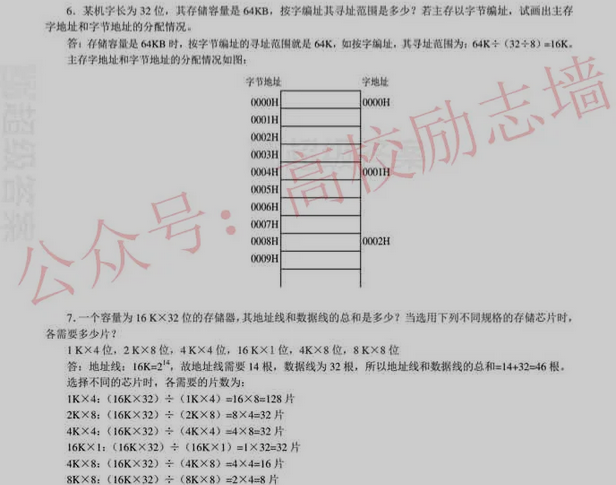 6. 某机字长为 32 位，其存储容量是 64KB，按字编址其寻址范围是多少？若主存以字节编址，试画出主存
字地址和字节地址的分配情况。
答：存储容量是 64KB 时，按字节编址的寻址范围就是 64K，如按字编址，其寻址范围为：64K÷（32÷8）=16K。
主存字地址和字节地址的分配情况如图：
字节地址 字地址
0000H 0000H
0001H
0002H
0003H
0004H 0001H
0005H
0006H
0007H
0008H 0002H
0009H
7. 一个容量为 16 K×32 位的存储器，其地址线和数据线的总和是多少？当选用下列不同规格的存储芯片时，
各需要多少片？
1 K×4 位，2 K×8 位，4 K×4 位，16 K×1 位，4K×8 位，8 K×8 位
答：地址线：16K=2¹⁴，故地址线需要 14 根，数据线为 32 根，所以地址线和数据线的总和=14+32=46 根。
选择不同的芯片时，各需要的片数为：
1K×4：（16K×32）÷（1K×4）=16×8=128 片
2K×8：（16K×32）÷（2K×8）=8×4=32 片
4K×4：（16K×32）÷（4K×4）=4×8=32 片
16K×1：（16K×32）÷（16K×1）=1×32=32 片
4K×8：（16K×32）÷（4K×8）=4×4=16 片
8K×8：（16K×32）÷（8K×8）=2×4=8 片
公众号：高校励志墙
超级答案